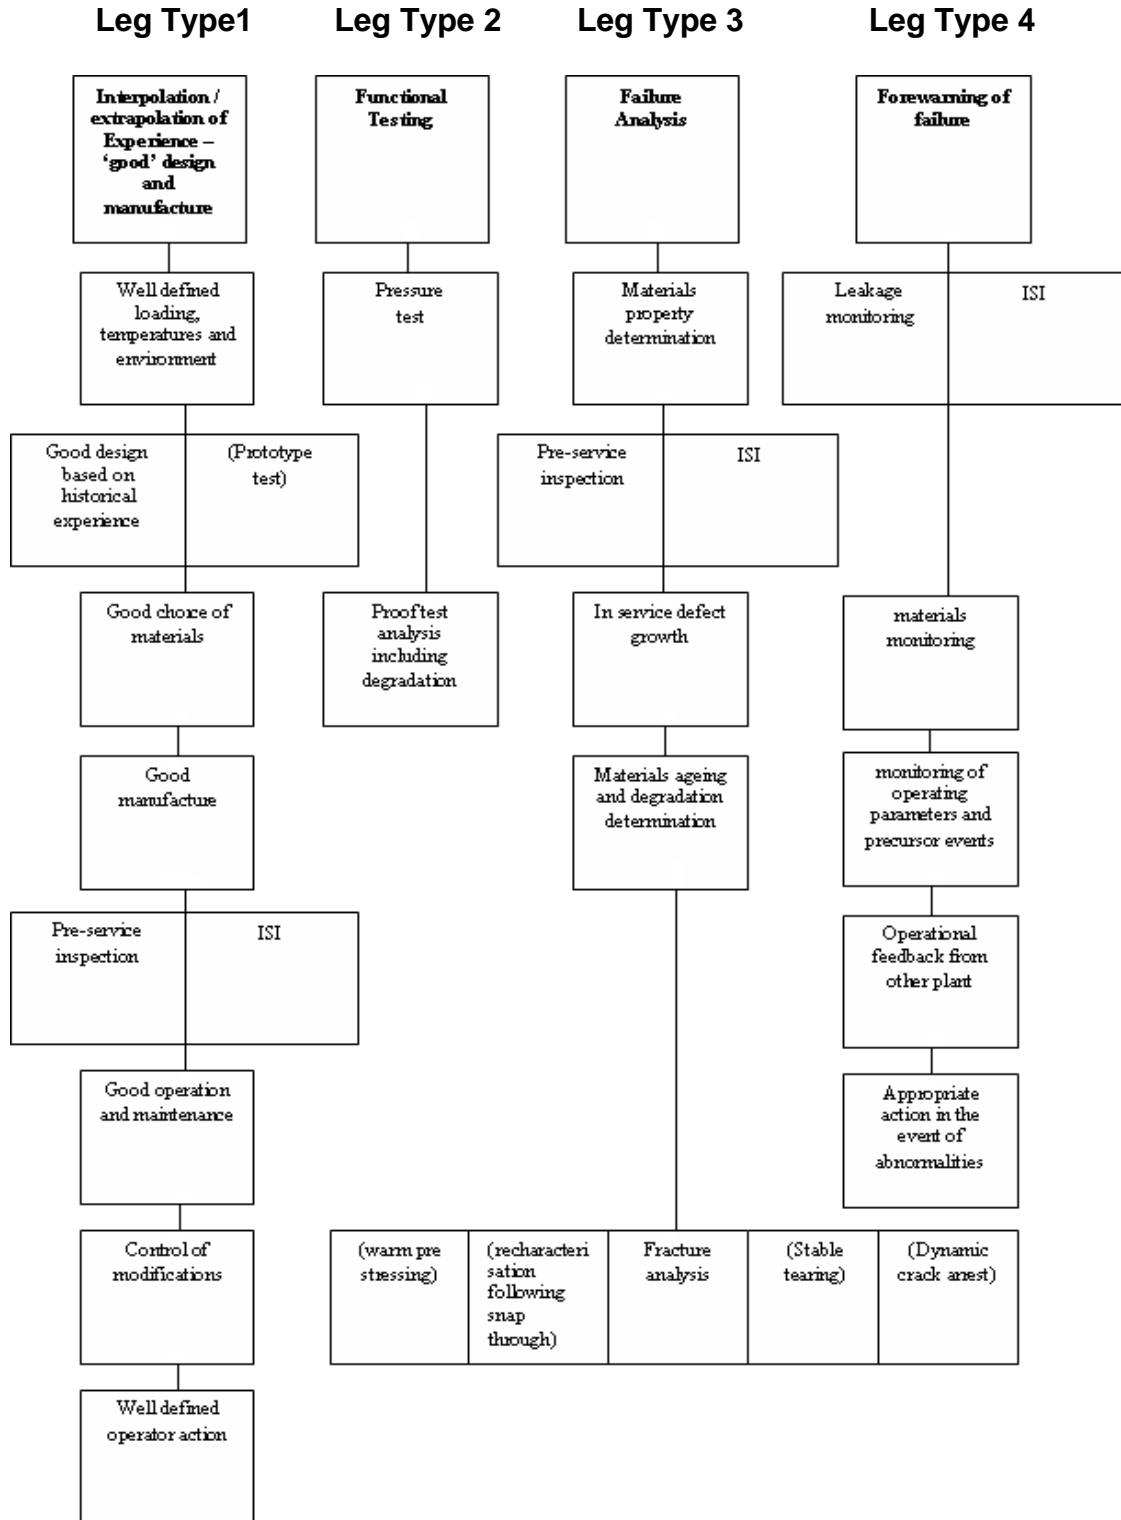 Leg Type1
Leg Type 2
Leg Type 3
Leg Type 4
Interpolation /
extrapolation of
Experience –
‘good’ design
and
manufacture
Functional
Testing
Failure
Analysis
Forewarning of
failure
Well defined
loading,
temperatures and
environment
Pressure
test
Materials
property
determination
Leakage
monitoring
ISI
Good design
based on
historical
experience
(Prototype
test)
Pre-service
inspection
ISI
Good choice of
materials
Proof test
analysis
including
degradation
In service defect
growth
materials
monitoring
Good
manufacture
Materials ageing
and degradation
determination
monitoring of
operating
parameters and
precursor events
Pre-service
inspection
ISI
Operational
feedback from
other plant
Good operation
and maintenance
Appropriate
action in the
event of
abnormalities
Control of
modifications
(warm pre
stressing)
(recharacteri
sation
following
snap
through)
Fracture
analysis
(Stable
tearing)
(Dynamic
crack arrest)
Well defined
operator action